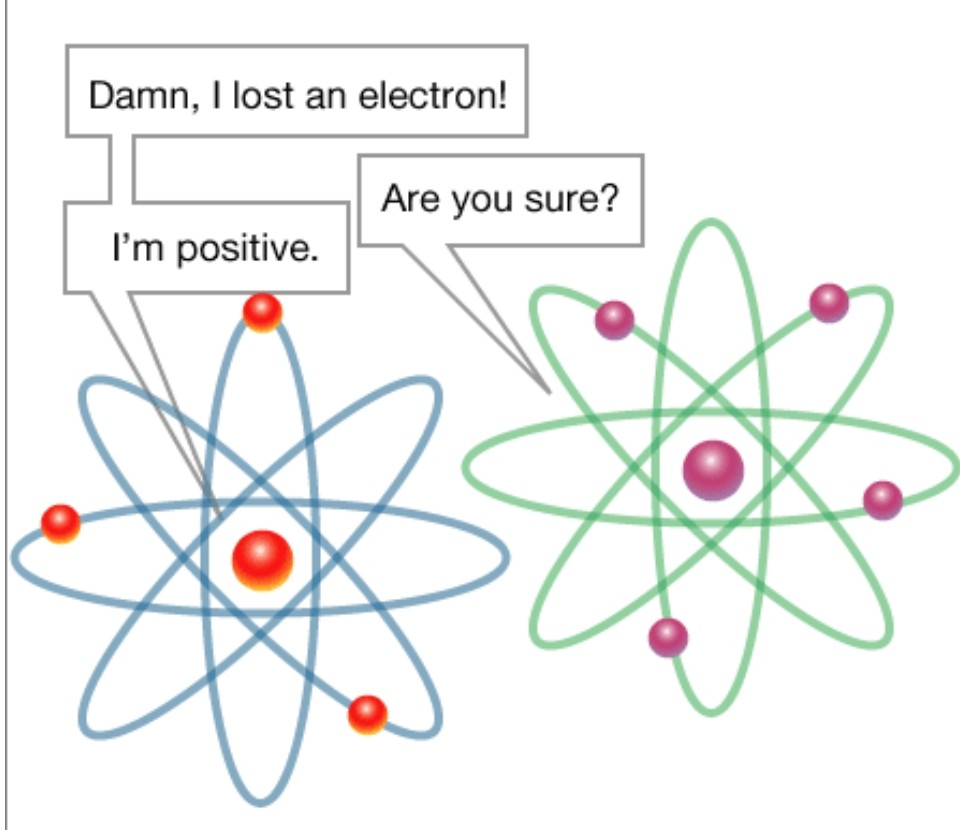 Damn, I lost an electron!
Are you sure?
I’m positive.